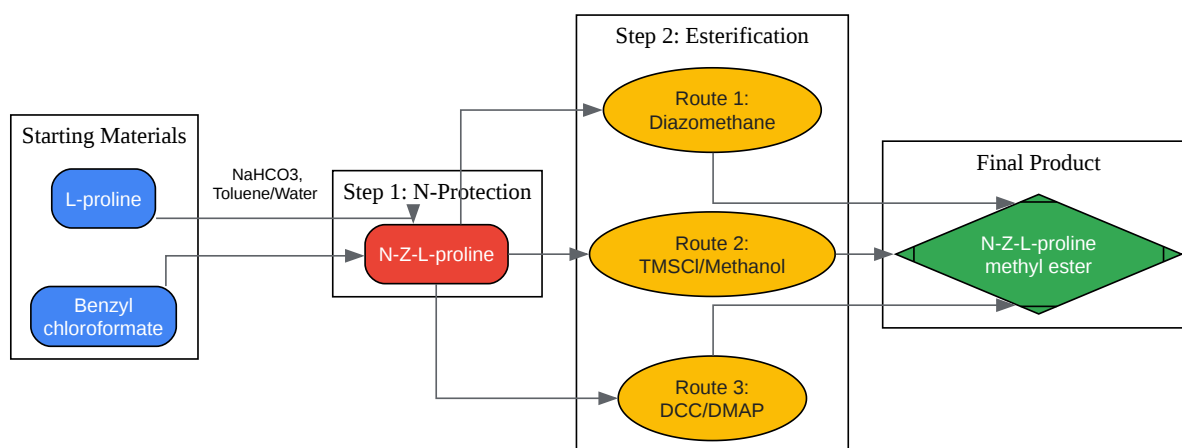 Starting Materials
L-proline
Benzyl
chloroformate
NaHCO3,
Toluene/Water
Step 1: N-Protection
N-Z-L-proline
Step 2: Esterification
Route 1:
Diazomethane
Route 2:
TMSCl/Methanol
Route 3:
DCC/DMAP
Final Product
N-Z-L-proline
methyl ester